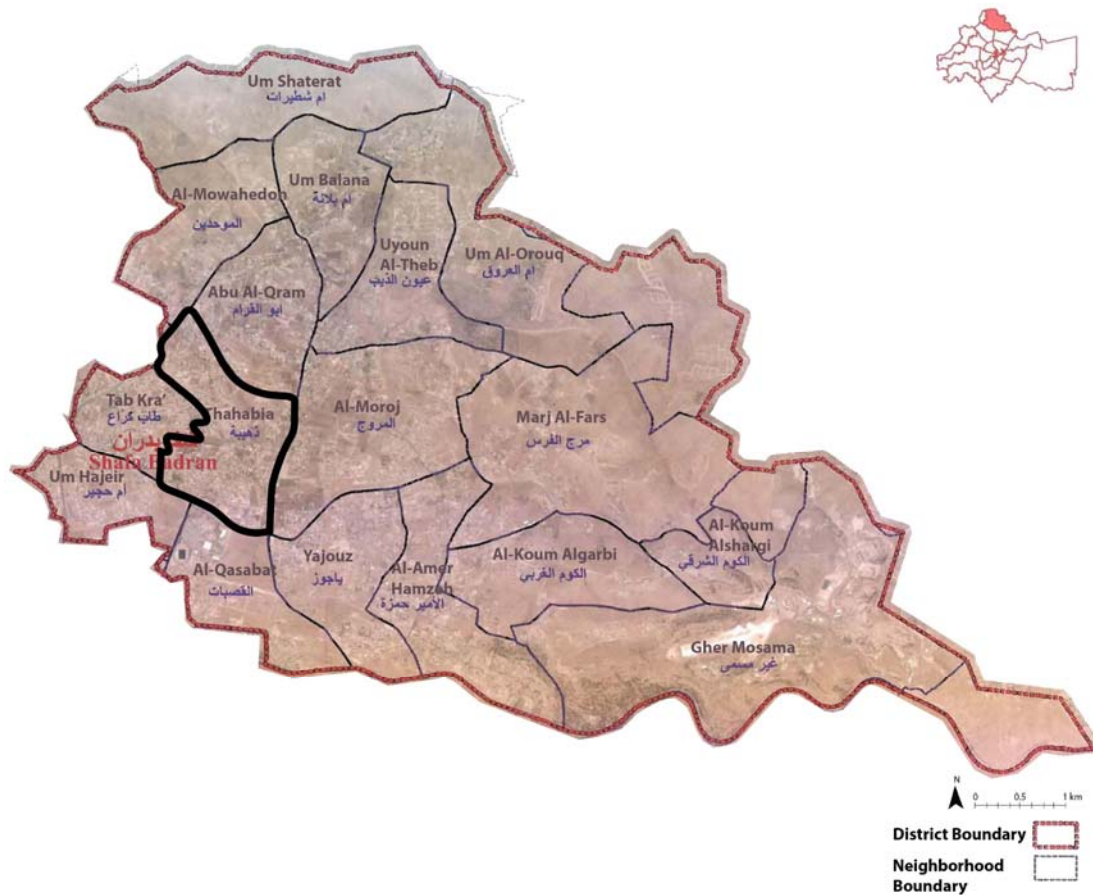 Um Shaterat
ام شطيرات
Um Balana
ام بلانة
Al-Mowahedon
الموحدين
Uyoun
Al-Theb
عيون الذيب
Um Al-Orouq
ام العروق
Abu Al-Qram
ابو القرام
Tab Kra'
طاب كراع
Thahabia
ذهيبة
Al-Moroj
المروج
Marj Al-Fars
مرج الفرس
بدران
Shafa Badran
Um Hajeir
ام حجير
Al-Koum
Alshargi
الكوم الشرقي
Al-Qasabat
القصبات
Yajouz
ياجوز
Al-Amer
Hamzeh
الأمير حمزة
Al-Koum Algarbi
الكوم الغربي
Gher Mosama
غير مسمى
N
0 0.5 1 km
District Boundary
Neighborhood
Boundary